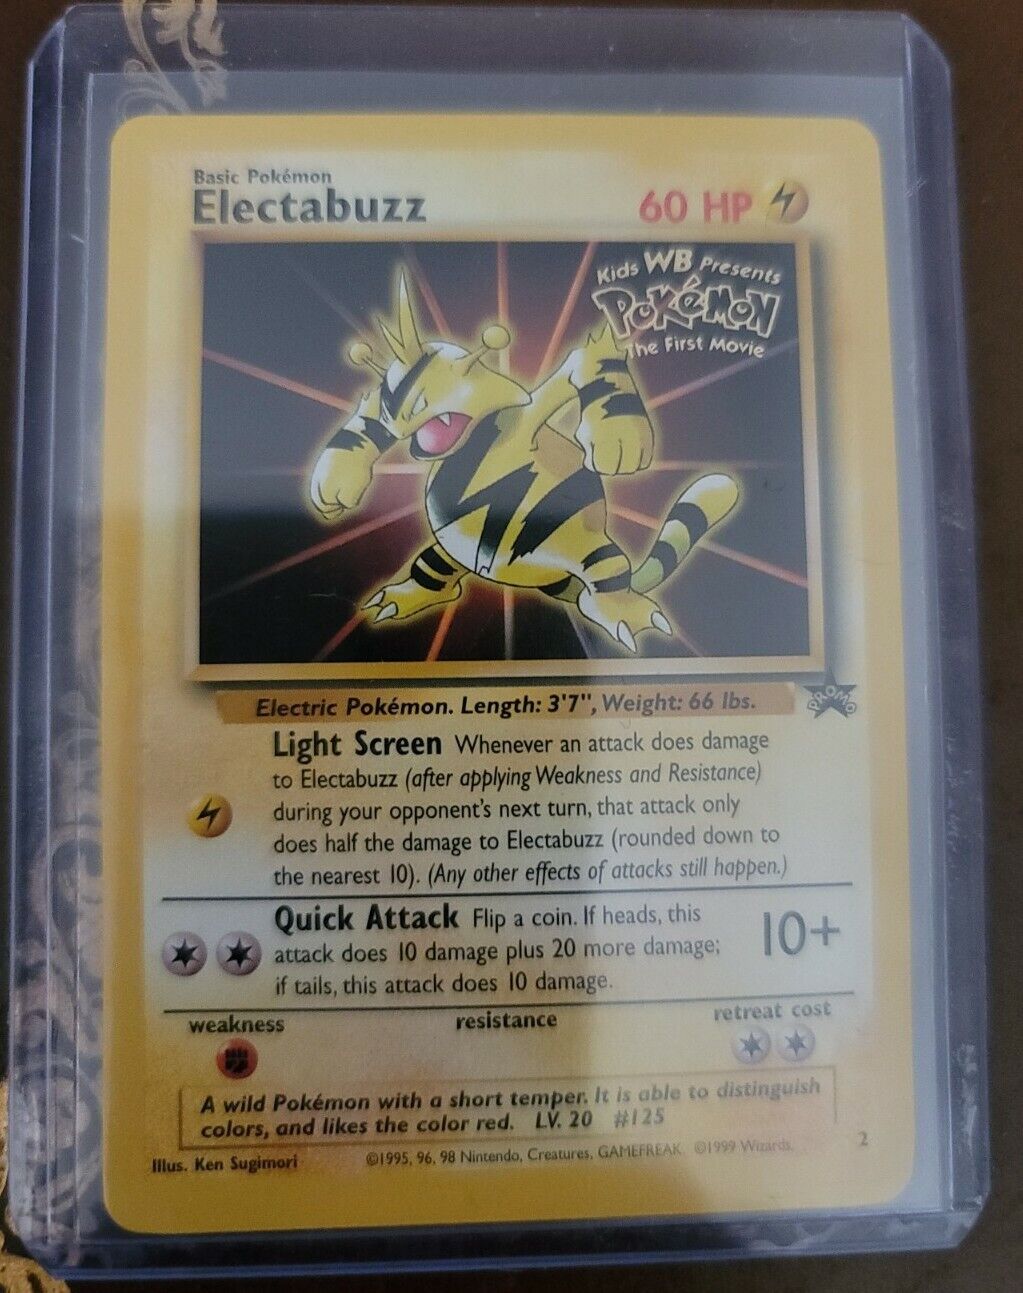 Basic Pokémon
Electabuzz
60 HP
Kids WB Presents
POKéMON
The First Movie
Electric Pokémon. Length: 3'7", Weight: 66 lbs.
PROMO
Light Screen Whenever an attack does damage
to Electabuzz (after applying Weakness and Resistance)
during your opponent's next turn, that attack only
does half the damage to Electabuzz (rounded down to
the nearest 10). (Any other effects of attacks still happen.)
Quick Attack Flip a coin. If heads, this
attack does 10 damage plus 20 more damage;
if tails, this attack does 10 damage.
10+
weakness
resistance
retreat cost
A wild Pokémon with a short temper. It is able to distinguish
colors, and likes the color red. LV. 20 #125
Illus. Ken Sugimori
©1995, 96, 98 Nintendo, Creatures, GAMEFREAK. ©1999 Wizards.
2